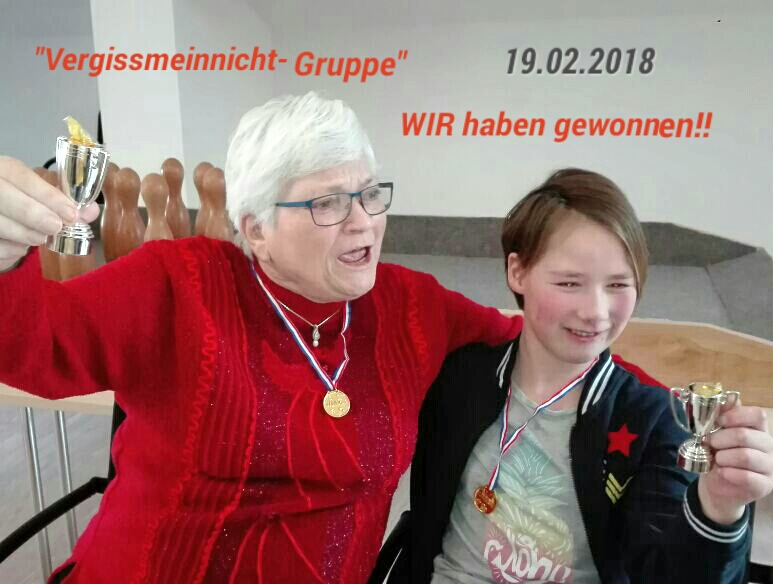 "Vergissmeinnicht- Gruppe"
19.02.2018
WIR haben gewonnen!!